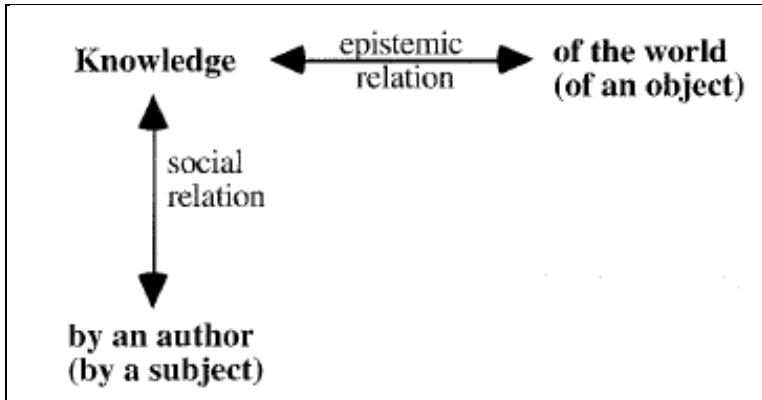 Knowledge
epistemic
relation
of the world
(of an object)
social
relation
by an author
(by a subject)